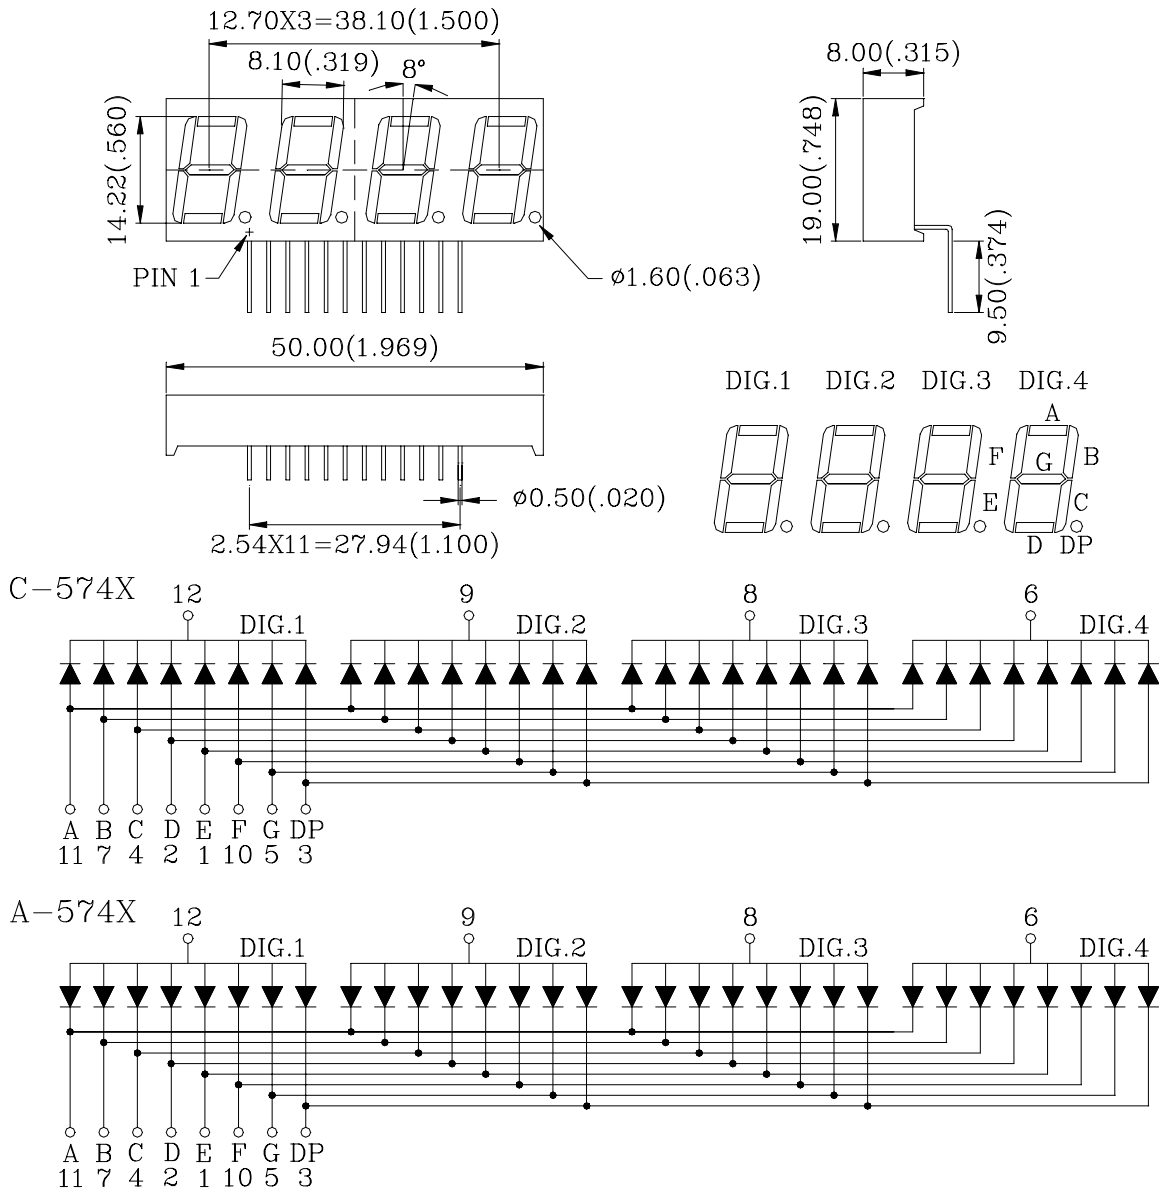 12.70X3=38.10(1.500)
8.10(.319)
8°
14.22(.560)
PIN 1
ø1.60(.063)
8.00(.315)
19.00(.748)
9.50(.374)
50.00(1.969)
ø0.50(.020)
2.54X11=27.94(1.100)
DIG.1 DIG.2 DIG.3 DIG.4
A
F G B
E C
D DP
C-574X
12 9 8 6
DIG.1 DIG.2 DIG.3 DIG.4
A B C D E F G DP
11 7 4 2 1 10 5 3
A-574X
12 9 8 6
DIG.1 DIG.2 DIG.3 DIG.4
A B C D E F G DP
11 7 4 2 1 10 5 3